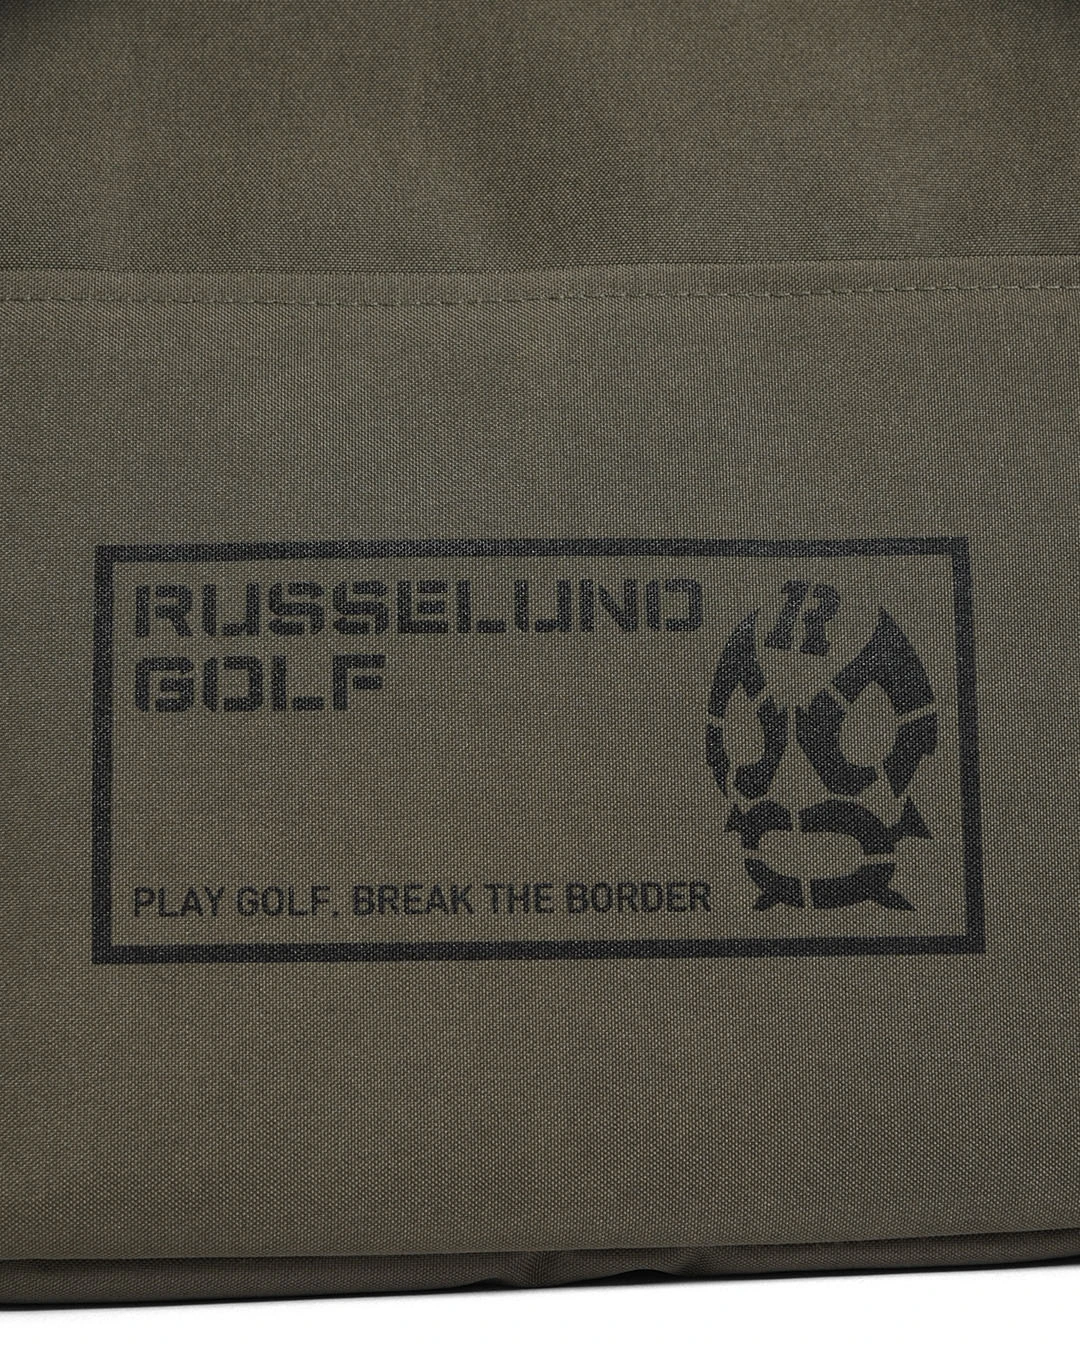 RUSSELUNO
GOLF
R
PLAY GOLF. BREAK THE BORDER